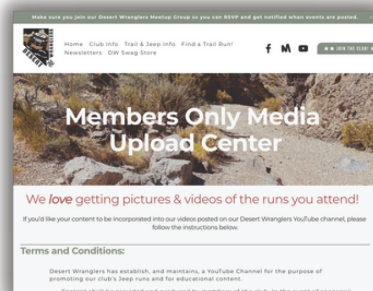 Make sure you join our Desert Wranglers Meetup Group so you can RSVP and get notified when events are posted.
DESERT
WRANGLERS
Home Club Info Trail & Jeep Info Find a Trail Run!
Newsletters DW Swag Store
JOIN THE CLUB!
Members Only Media
Upload Center
We love getting pictures & videos of the runs you attend!
If you'd like your content to be incorporated into our videos posted on our Desert Wranglers YouTube channel, please
follow the instructions below.
Terms and Conditions:
Desert Wranglers has establish, and maintains, a YouTube Channel for the purpose of
promoting our club's Jeep runs and for educational content.